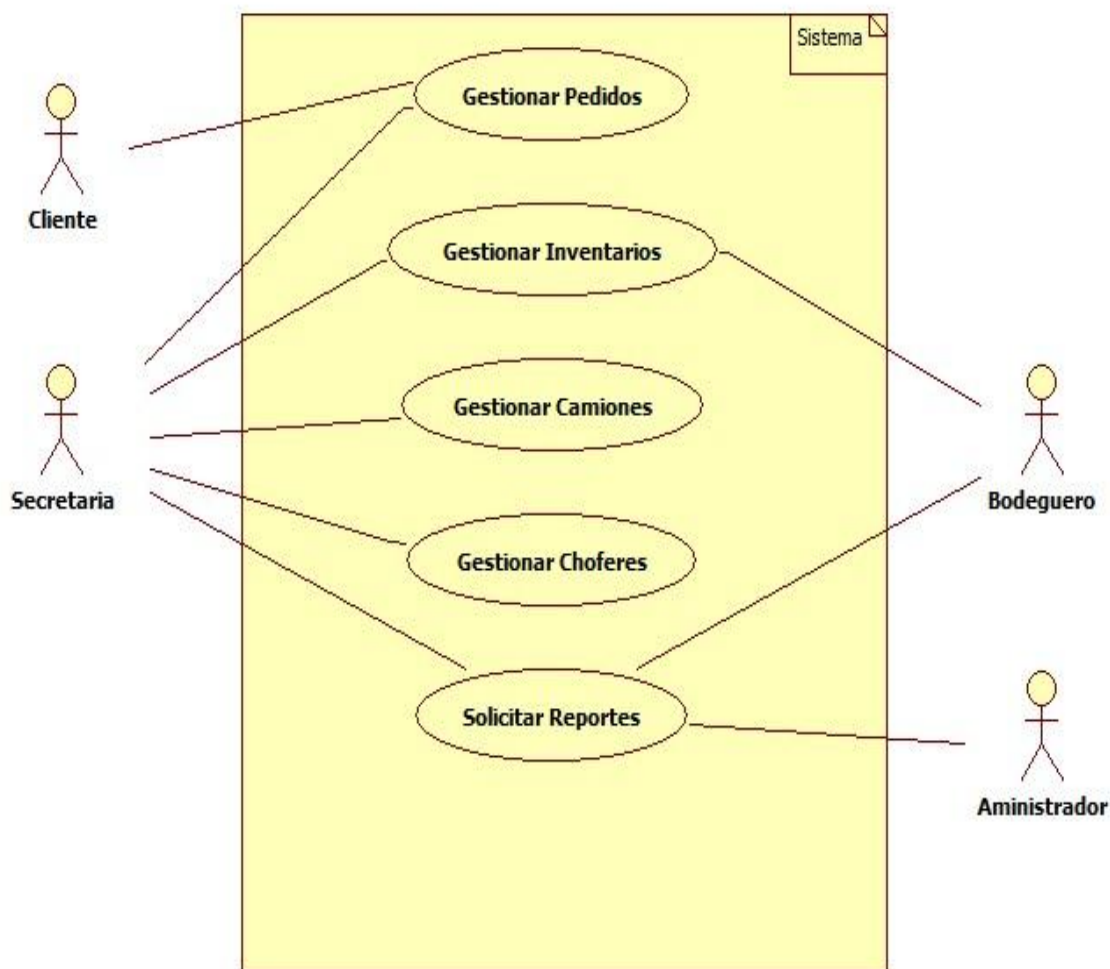 Sistema
Gestionar Pedidos
Cliente
Gestionar Inventarios
Gestionar Camiones
Secretaria
Bodeguero
Gestionar Choferes
Solicitar Reportes
Aministrador